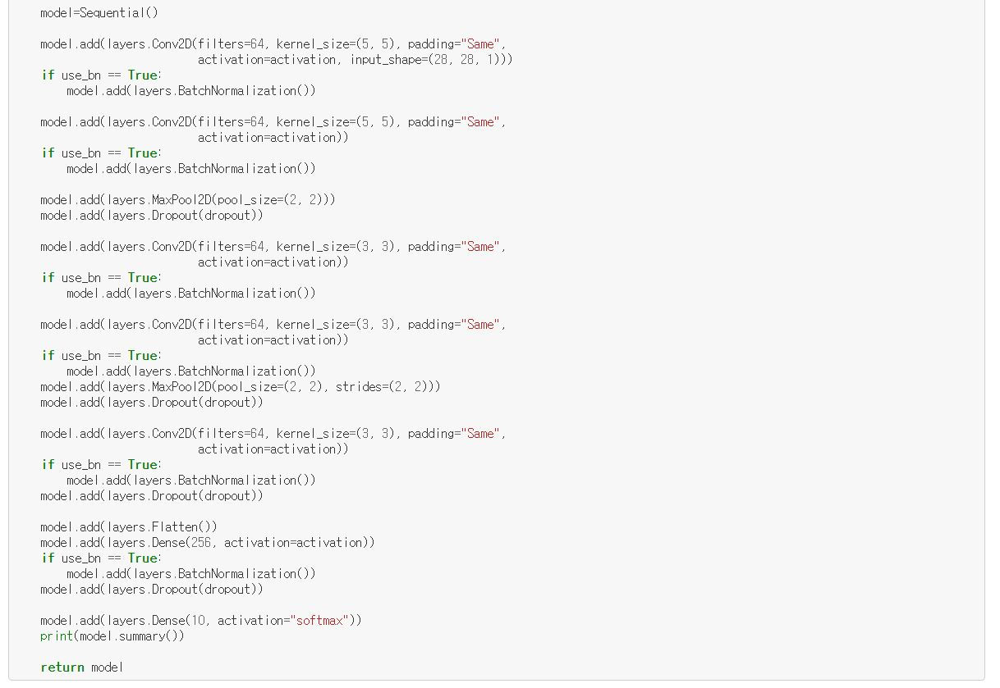 model=Sequential()
model.add(layers.Conv2D(filters=64, kernel_size=(5, 5), padding="Same",
activation=activation, input_shape=(28, 28, 1)))
if use_bn == True:
model.add(layers.BatchNormalization())
model.add(layers.Conv2D(filters=64, kernel_size=(5, 5), padding="Same",
activation=activation))
if use_bn == True:
model.add(layers.BatchNormalization())
model.add(layers.MaxPool2D(pool_size=(2, 2)))
model.add(layers.Dropout(dropout))
model.add(layers.Conv2D(filters=64, kernel_size=(3, 3), padding="Same",
activation=activation))
if use_bn == True:
model.add(layers.BatchNormalization())
model.add(layers.Conv2D(filters=64, kernel_size=(3, 3), padding="Same",
activation=activation))
if use_bn == True:
model.add(layers.BatchNormalization())
model.add(layers.MaxPool2D(pool_size=(2, 2), strides=(2, 2)))
model.add(layers.Dropout(dropout))
model.add(layers.Conv2D(filters=64, kernel_size=(3, 3), padding="Same",
activation=activation))
if use_bn == True:
model.add(layers.BatchNormalization())
model.add(layers.Dropout(dropout))
model.add(layers.Flatten())
model.add(layers.Dense(256, activation=activation))
if use_bn == True:
model.add(layers.BatchNormalization())
model.add(layers.Dropout(dropout))
model.add(layers.Dense(10, activation="softmax"))
print(model.summary())
return model